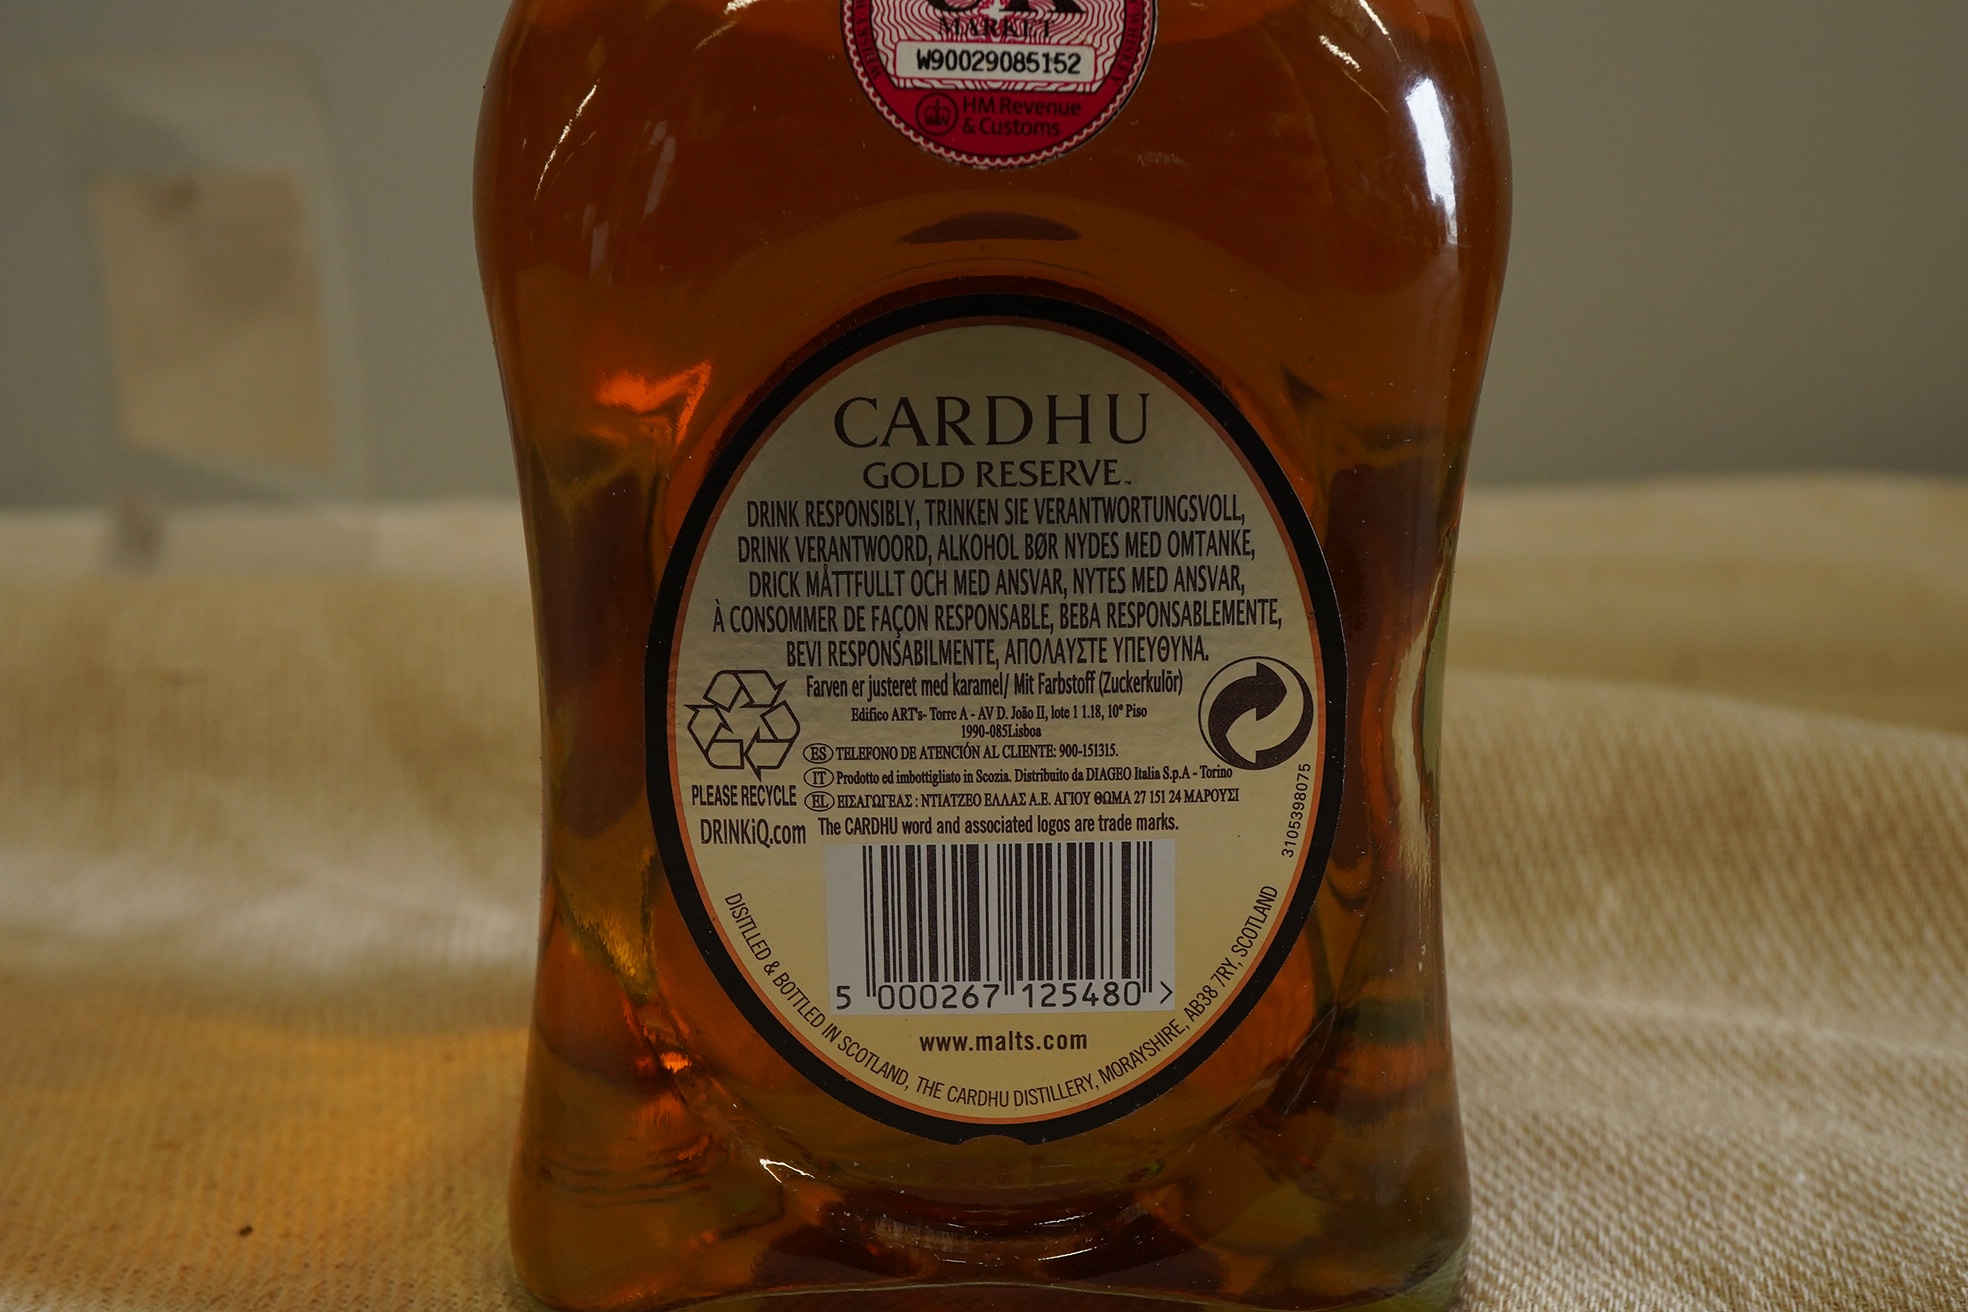 MARKET
W90029085152
HM Revenue
& Customs
CARDHU
GOLD RESERVE™
DRINK RESPONSIBLY, TRINKEN SIE VERANTWORTUNGSVOLL,
DRINK VERANTWOORD, ALKOHOL BØR NYDES MED OMTANKE,
DRICK MÅTTFULLT OCH MED ANSVAR, NYTES MED ANSVAR,
À CONSOMMER DE FAÇON RESPONSABLE, BEBA RESPONSABLEMENTE,
BEVI RESPONSABILMENTE, ΑΠΟΛΑΥΣΤΕ ΥΠΕΥΘΥΝΑ.
Farven er justeret med karamel/ Mit Farbstoff (Zuckerkulör)
Edifico ART's- Torre A - AV D. João II, lote 1 1.18, 10º Piso
1990-085Lisboa
ES TELEFONO DE ATENCIÓN AL CLIENTE: 900-151315.
IT Prodotto ed imbottigliato in Scozia. Distribuito da DIAGEO Italia S.p.A - Torino
EL ΕΙΣΑΓΩΓΕΑΣ : ΝΤΙΑΤΖΕΟ ΕΛΛΑΣ Α.Ε. ΑΓΙΟΥ ΘΩΜΑ 27 151 24 ΜΑΡΟΥΣΙ
PLEASE RECYCLE
DRINKiQ.com
The CARDHU word and associated logos are trade marks.
3105398075
5 000267 125480 >
www.malts.com
DISITLLED & BOTTLED IN SCOTLAND, THE CARDHU DISTILLERY, MORAYSHIRE, AB38 7RY, SCOTLAND